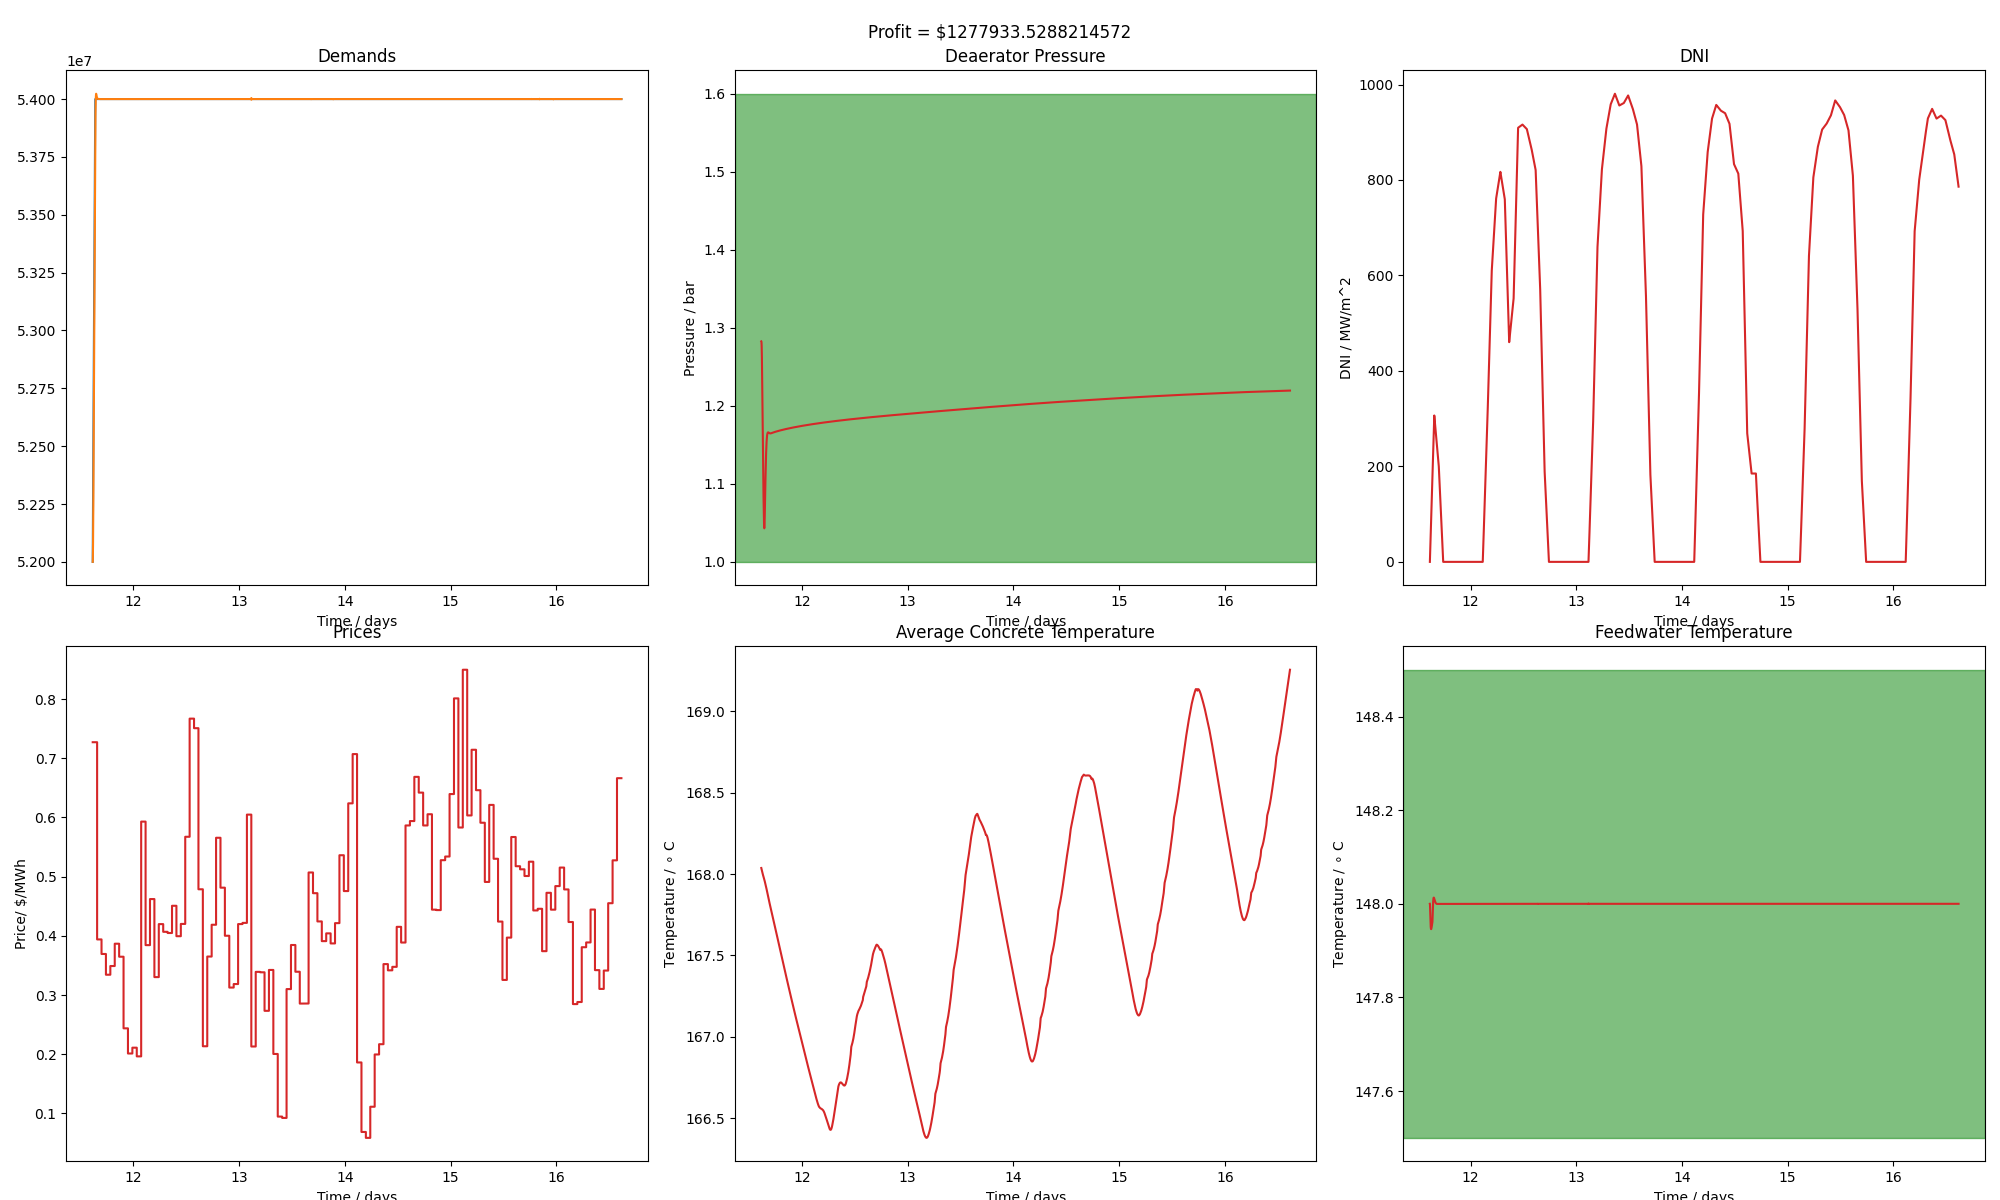 Profit = $1277933.5288214572
Demands
1e7
5.400
5.375
5.350
5.325
5.300
5.275
5.250
5.225
5.200
12 13 14 15 16
Time / days
Deaerator Pressure
Pressure / bar
1.6
1.5
1.4
1.3
1.2
1.1
1.0
12 13 14 15 16
Time / days
DNI
DNI / MW/m^2
1000
800
600
400
200
0
12 13 14 15 16
Time / days
Prices
Price/ $/MWh
0.8
0.7
0.6
0.5
0.4
0.3
0.2
0.1
12 13 14 15 16
Time / days
Average Concrete Temperature
Temperature / ∘ C
169.0
168.5
168.0
167.5
167.0
166.5
12 13 14 15 16
Time / days
Feedwater Temperature
Temperature / ∘ C
148.4
148.2
148.0
147.8
147.6
12 13 14 15 16
Time / days